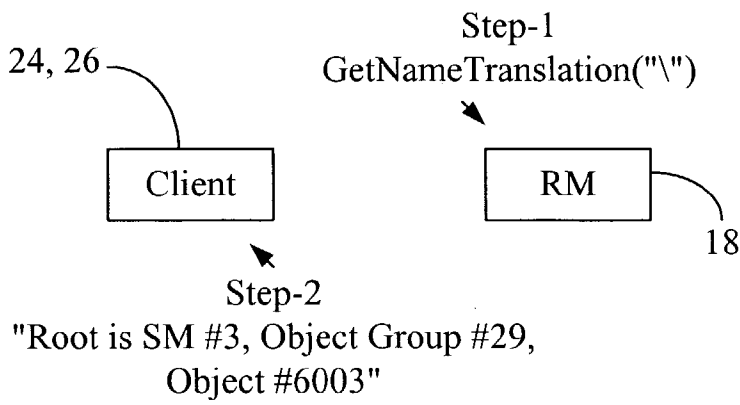 Step-1
24, 26
GetNameTranslation("\")
Client
RM
18
Step-2
"Root is SM #3, Object Group #29,
Object #6003"